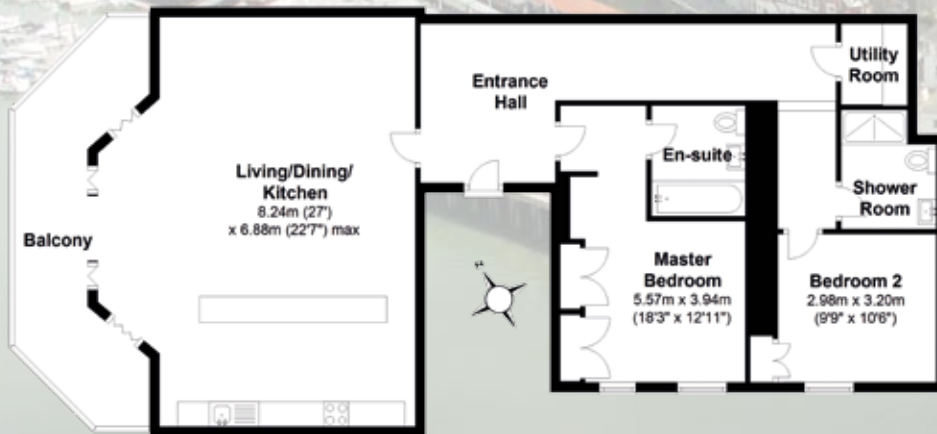 Utility
Room
Entrance
Hall
En-suite
Living/Dining/
Kitchen
8.24m (27')
x 6.88m (22'7") max
Shower
Room
Balcony
Master
Bedroom
5.57m x 3.94m
(18'3" x 12'11")
Bedroom 2
2.98m x 3.20m
(9'9" x 10'6")